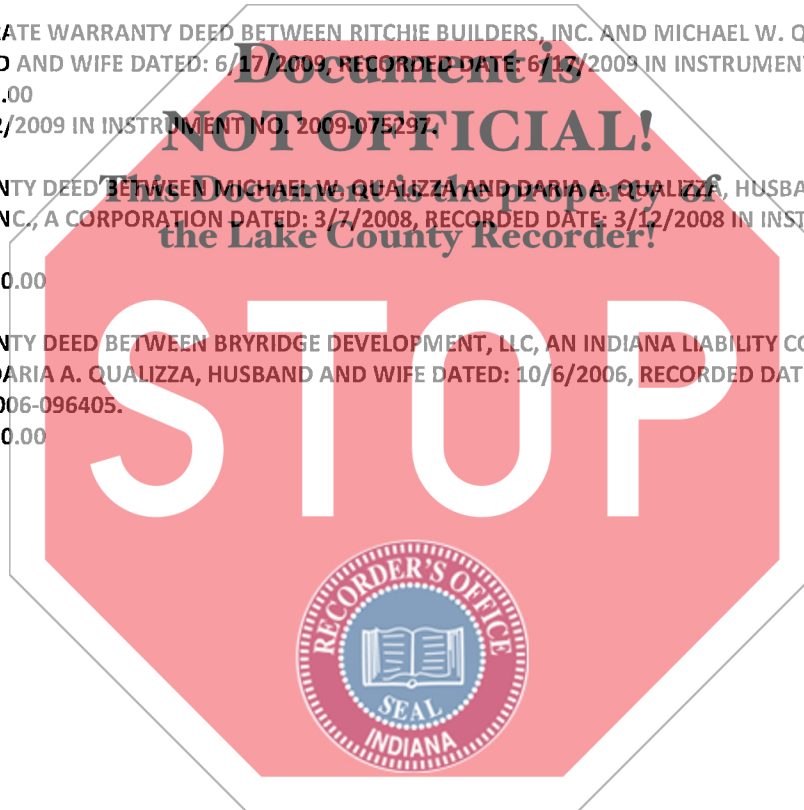 ATE WARRANTY DEED BETWEEN RITCHIE BUILDERS, INC. AND MICHAEL W. Q
D AND WIFE DATED: 6/17/2009, RECORDED DATE: 6/17/2009 IN INSTRUMENT
Document is
.00
/2009 IN INSTRUMENT NO. 2009-075297.
NOT OFFICIAL!
NTY DEED BETWEEN MICHAEL W. QUALIZZA AND DARIA A. QUALIZZA, HUSBA
This Document is the property of
NC., A CORPORATION DATED: 3/7/2008, RECORDED DATE: 3/12/2008 IN INST
the Lake County Recorder!
0.00
NTY DEED BETWEEN BRYRIDGE DEVELOPMENT, LLC, AN INDIANA LIABILITY CO
DARIA A. QUALIZZA, HUSBAND AND WIFE DATED: 10/6/2006, RECORDED DAT
006-096405.
0.00
STOP
RECORDER'S OFFICE
SEAL
INDIANA